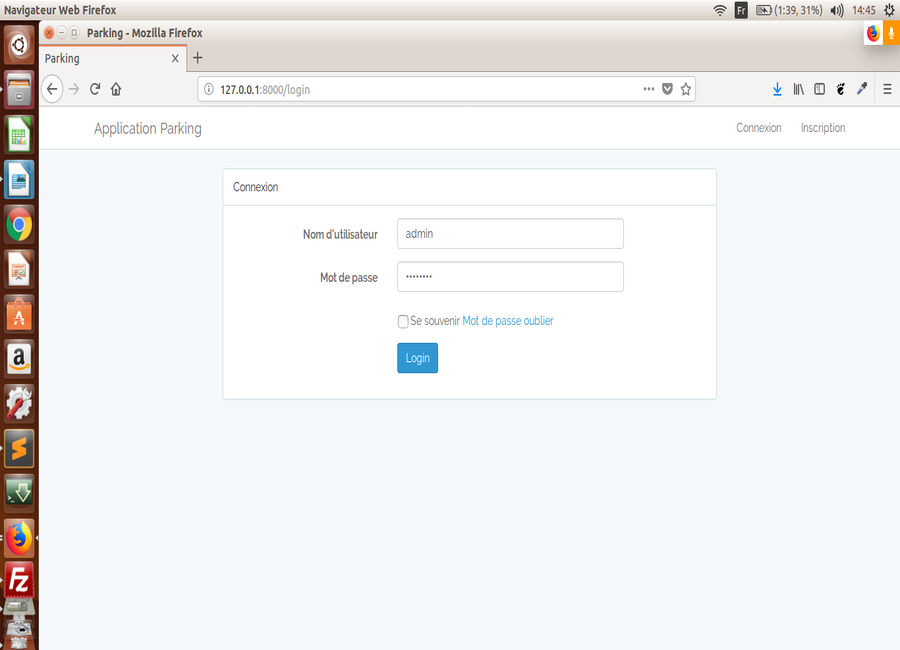 Navigateur Web Firefox
Fr (1:39, 31%) 14:45
Parking - Mozilla Firefox
Parking
127.0.0.1:8000/login
Application Parking Connexion Inscription
Connexion
Nom d'utilisateur admin
Mot de passe ••••••••
Se souvenir Mot de passe oublier
Login